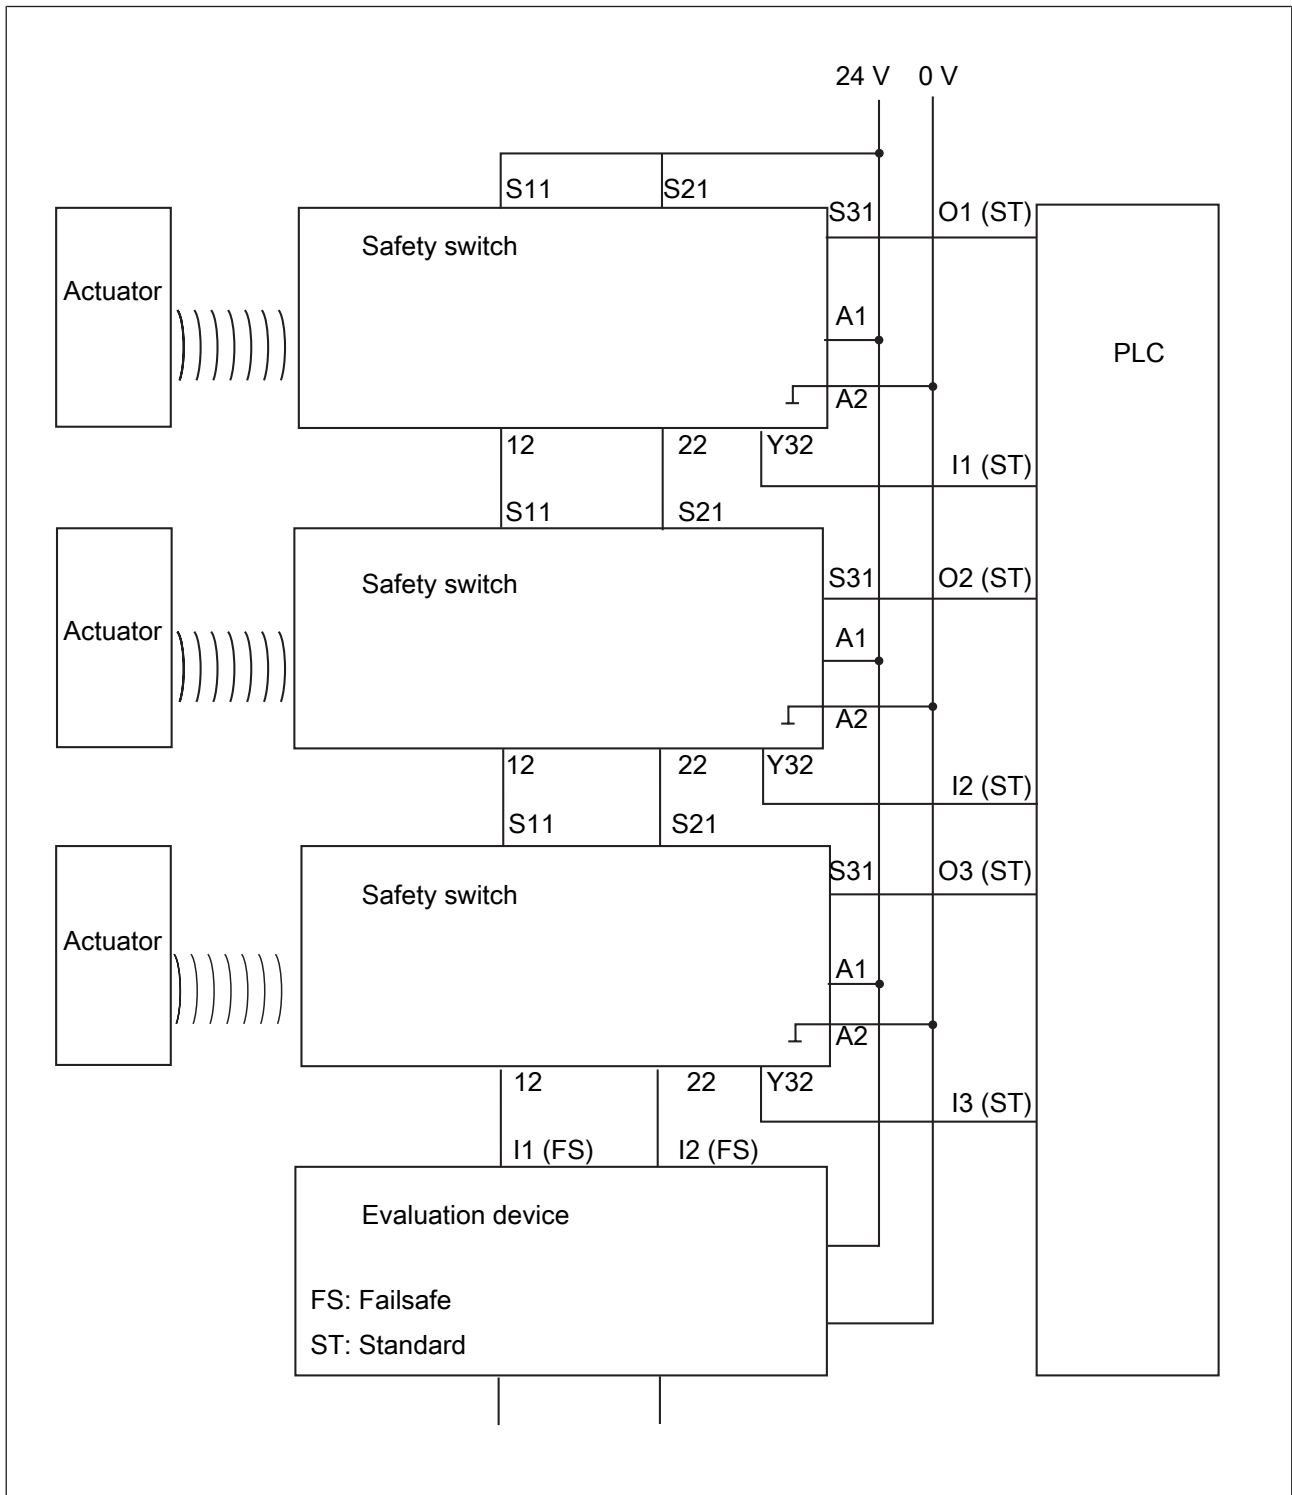 24 V 0 V
S11 S21
S31 O1 (ST)
Safety switch
Actuator
A1
PLC
A2
12 22 Y32
I1 (ST)
S11 S21
S31 O2 (ST)
Safety switch
Actuator
A1
A2
12 22 Y32
I2 (ST)
S11 S21
S31 O3 (ST)
Safety switch
Actuator
A1
A2
12 22 Y32
I3 (ST)
I1 (FS) I2 (FS)
Evaluation device
FS: Failsafe
ST: Standard